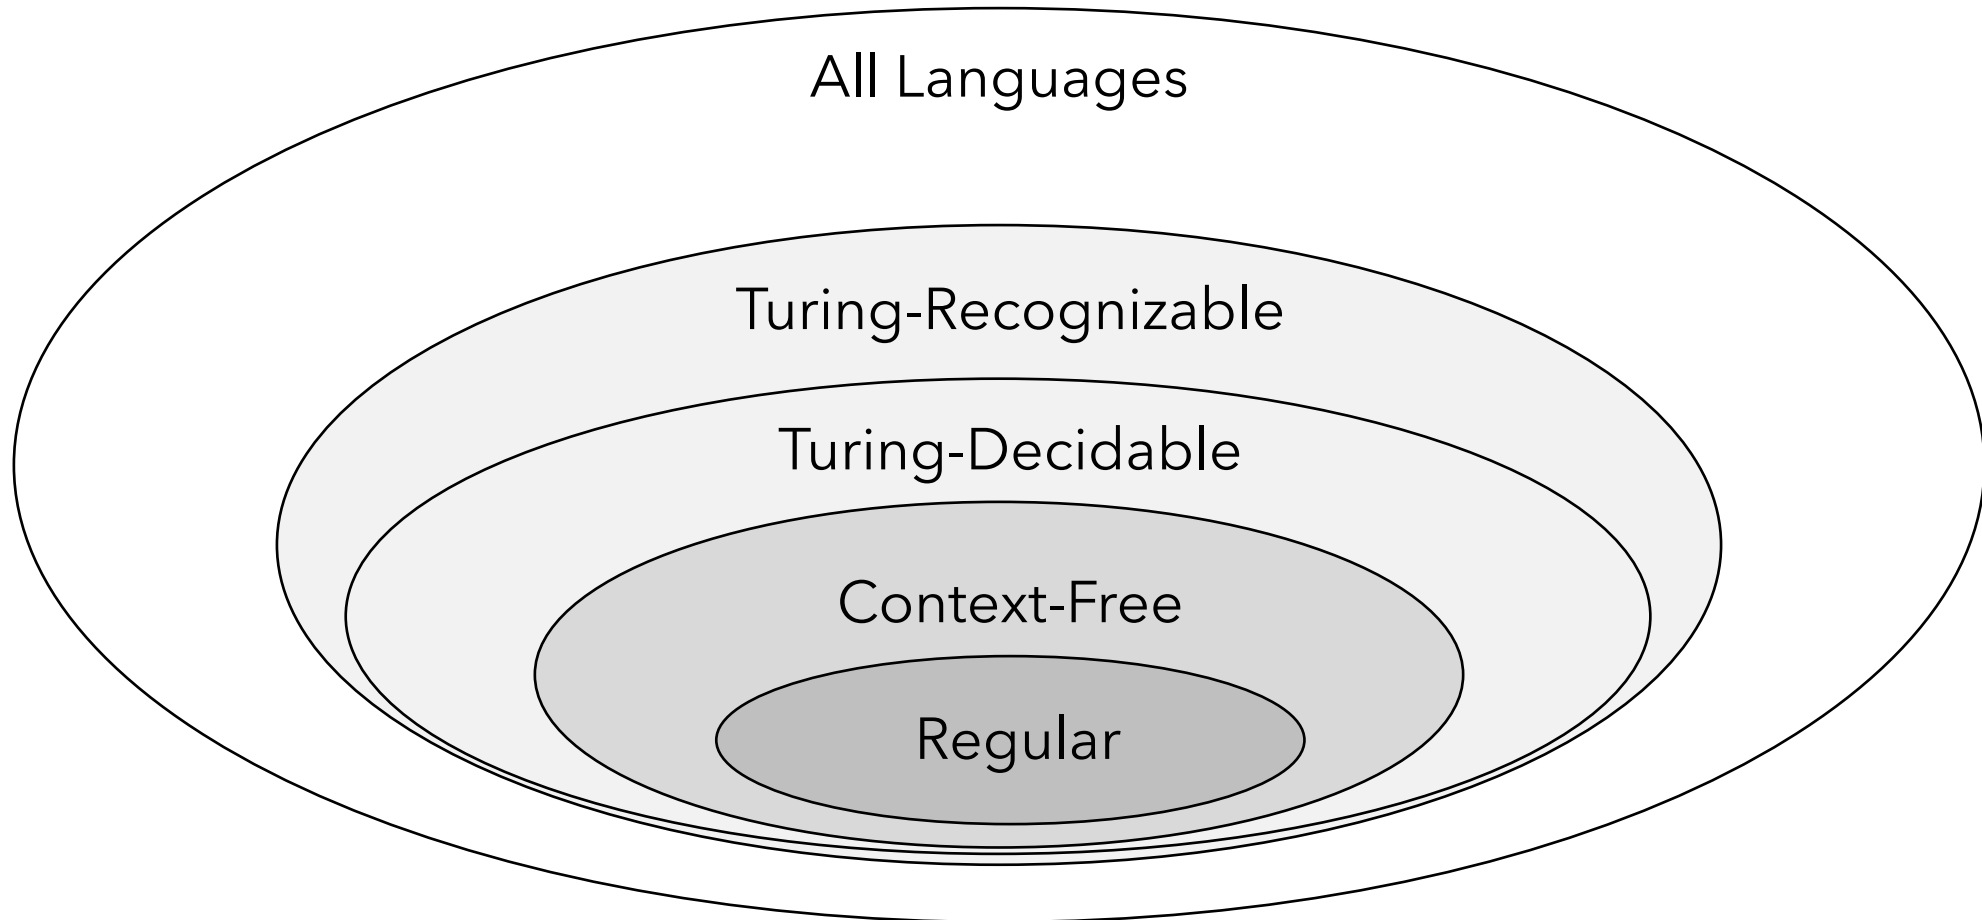 All Languages
Turing-Recognizable
Turing-Decidable
Context-Free
Regular